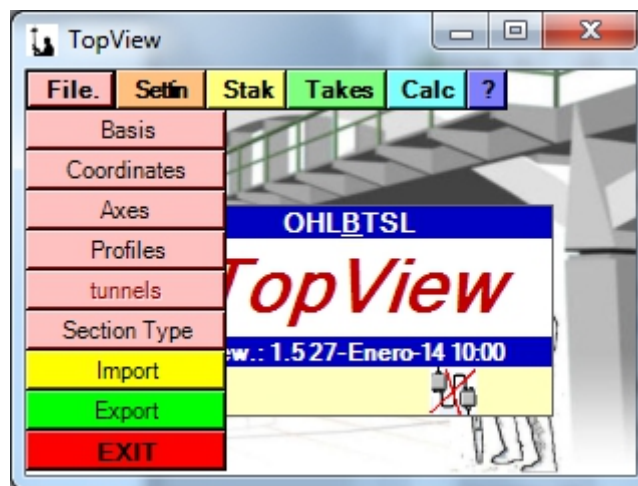 TopView
File. Settin Stak Takes Calc ?
Basis
Coordinates
Axes
Profiles
tunnels
Section Type
Import
Export
EXIT
OHLBTSL
TopView
ew.: 1.5 27-Enero-14 10:00